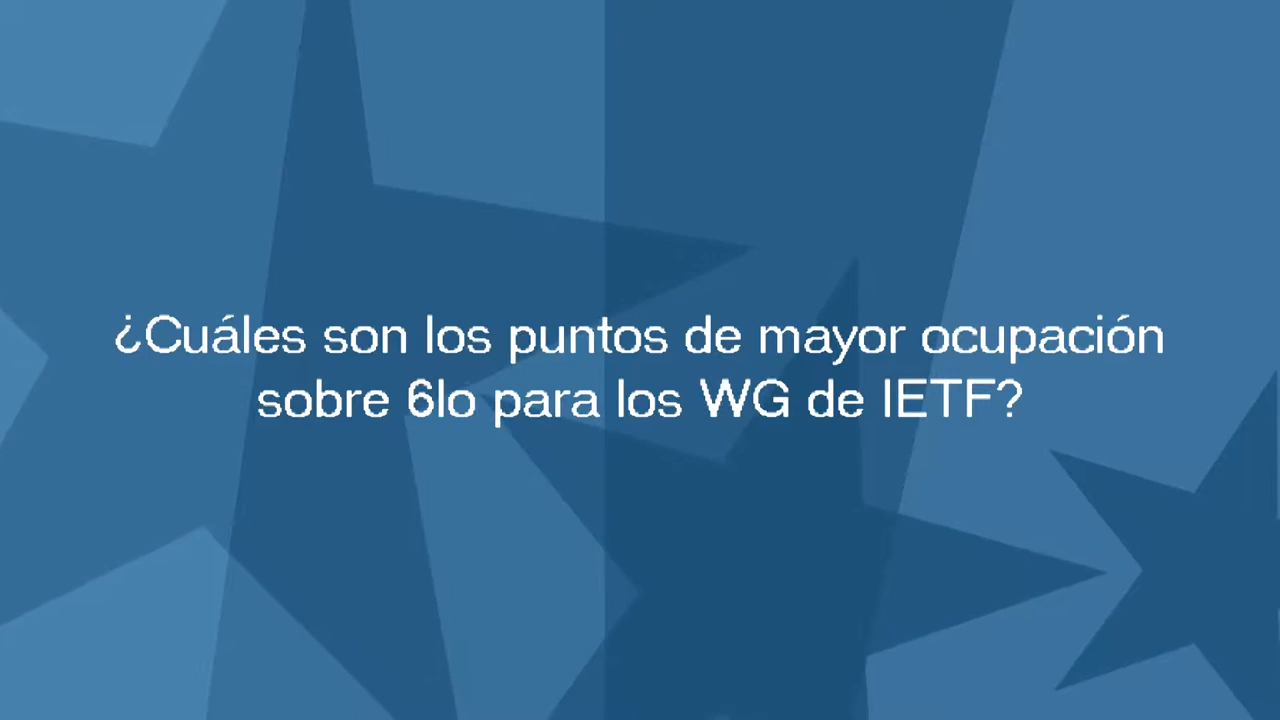 ¿Cuáles son los puntos de mayor ocupación
sobre 6lo para los WG de IETF?